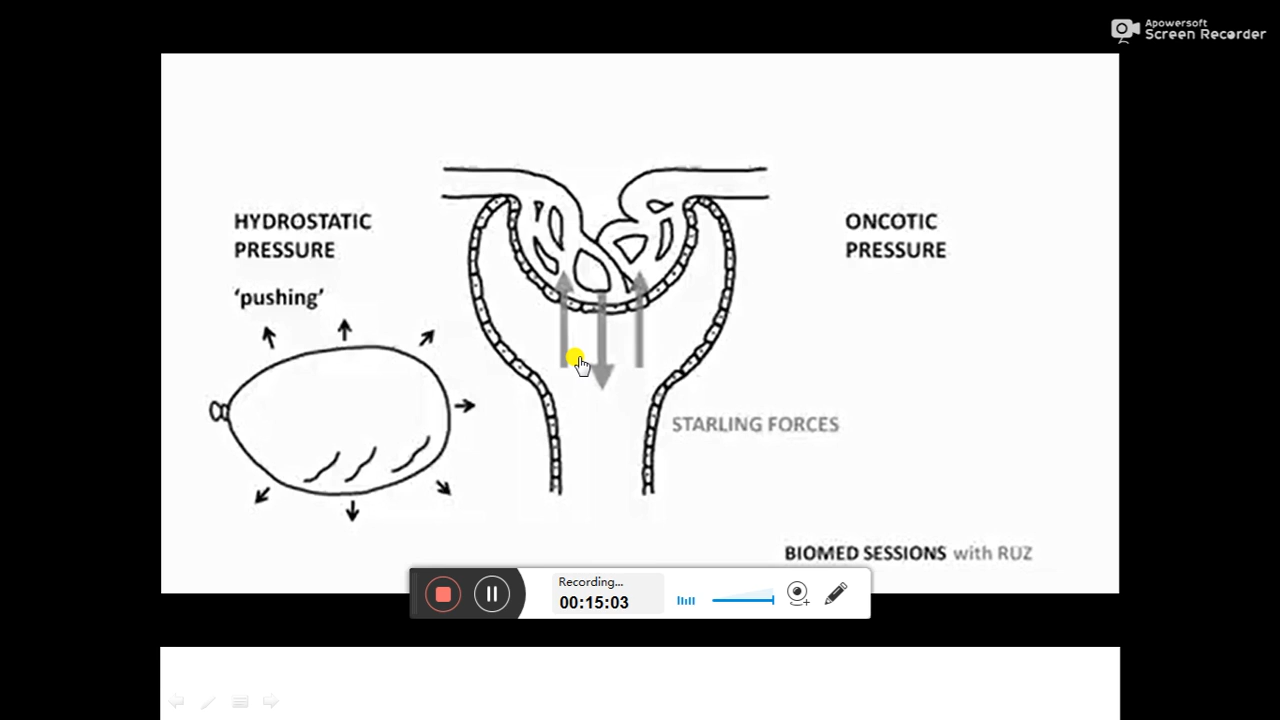 Apowersoft
Screen Recorder
HYDROSTATIC
PRESSURE
'pushing'
ONCOTIC
PRESSURE
STARLING FORCES
BIOMED SESSIONS with RUZ
Recording...
00:15:03